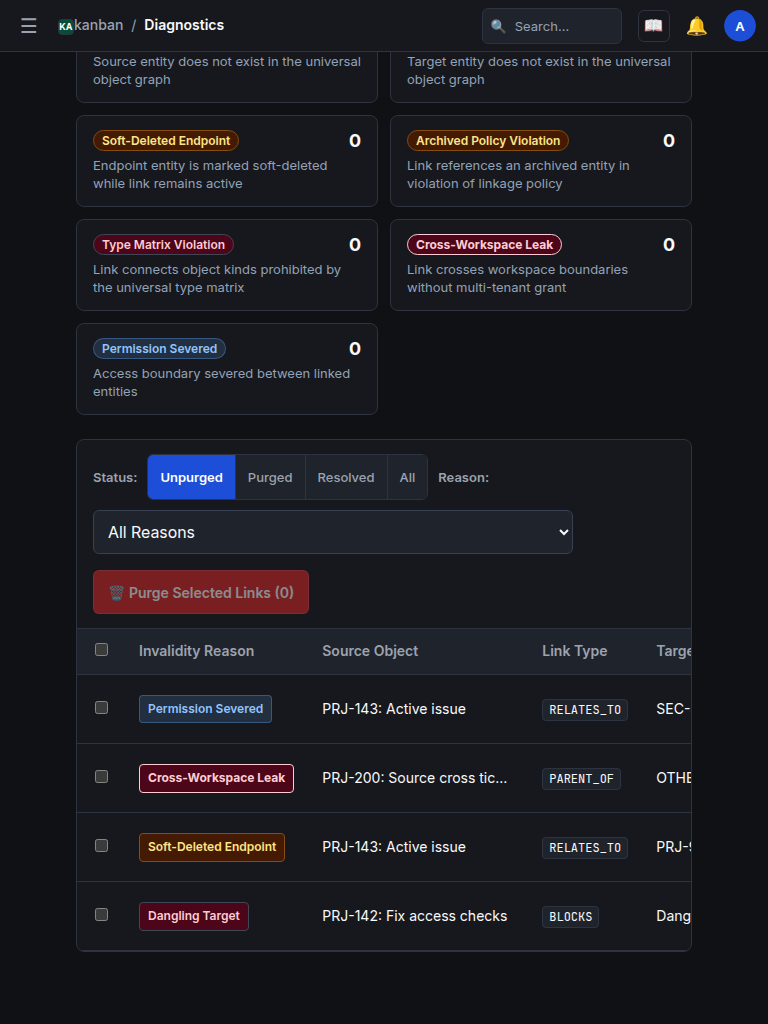 KA kanban / Diagnostics
Search...
A
Source entity does not exist in the universal
object graph
Target entity does not exist in the universal
object graph
Soft-Deleted Endpoint 0
Endpoint entity is marked soft-deleted
while link remains active
Archived Policy Violation 0
Link references an archived entity in
violation of linkage policy
Type Matrix Violation 0
Link connects object kinds prohibited by
the universal type matrix
Cross-Workspace Leak 0
Link crosses workspace boundaries
without multi-tenant grant
Permission Severed 0
Access boundary severed between linked
entities
Status: Unpurged Purged Resolved All Reason:
All Reasons
Purge Selected Links (0)
Invalidity Reason Source Object Link Type Targe
Permission Severed PRJ-143: Active issue RELATES_TO SEC-
Cross-Workspace Leak PRJ-200: Source cross tic... PARENT_OF OTHE
Soft-Deleted Endpoint PRJ-143: Active issue RELATES_TO PRJ-9
Dangling Target PRJ-142: Fix access checks BLOCKS Dang